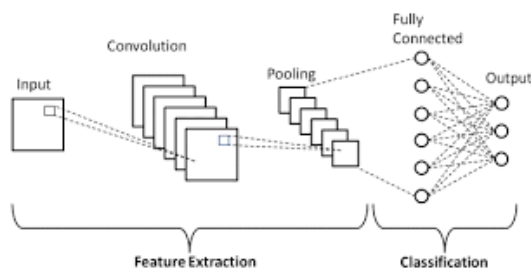 Fully
Connected
Convolution
Pooling
Input
Output
Feature Extraction
Classification